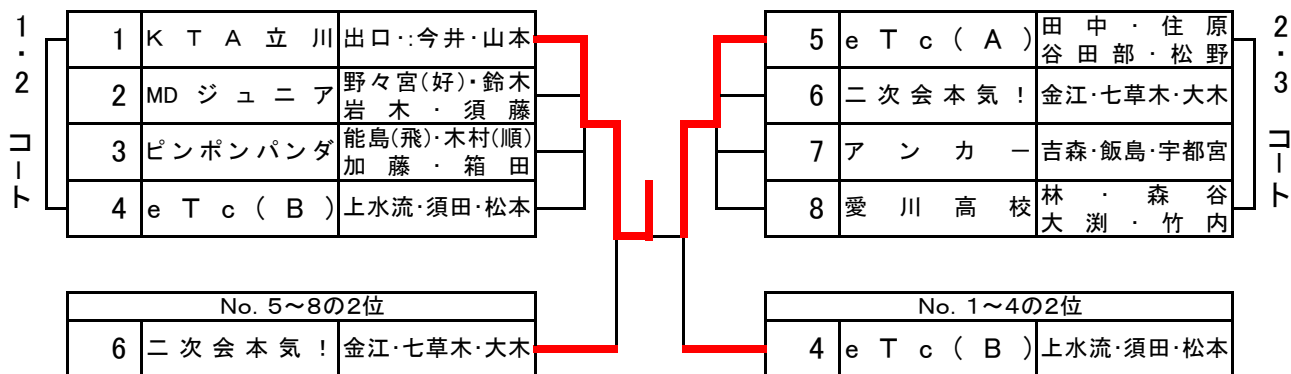 1・2 コート
1 KTA立川 出口・:今井・山本
2 MDジュニア 野々宮(好)・鈴木
岩木・須藤
3 ピンポンパンダ 能島(飛)・木村(順)
加藤・箱田
4 eTc(B) 上水流・須田・松本
2・3 コート
5 eTc(A) 田中・住原
谷田部・松野
6 二次会本気! 金江・七草木・大木
7 アンカー 吉森・飯島・宇都宮
8 愛川高校 林・森谷
大渕・竹内
No. 5~8の2位
6 二次会本気! 金江・七草木・大木
No. 1~4の2位
4 eTc(B) 上水流・須田・松本